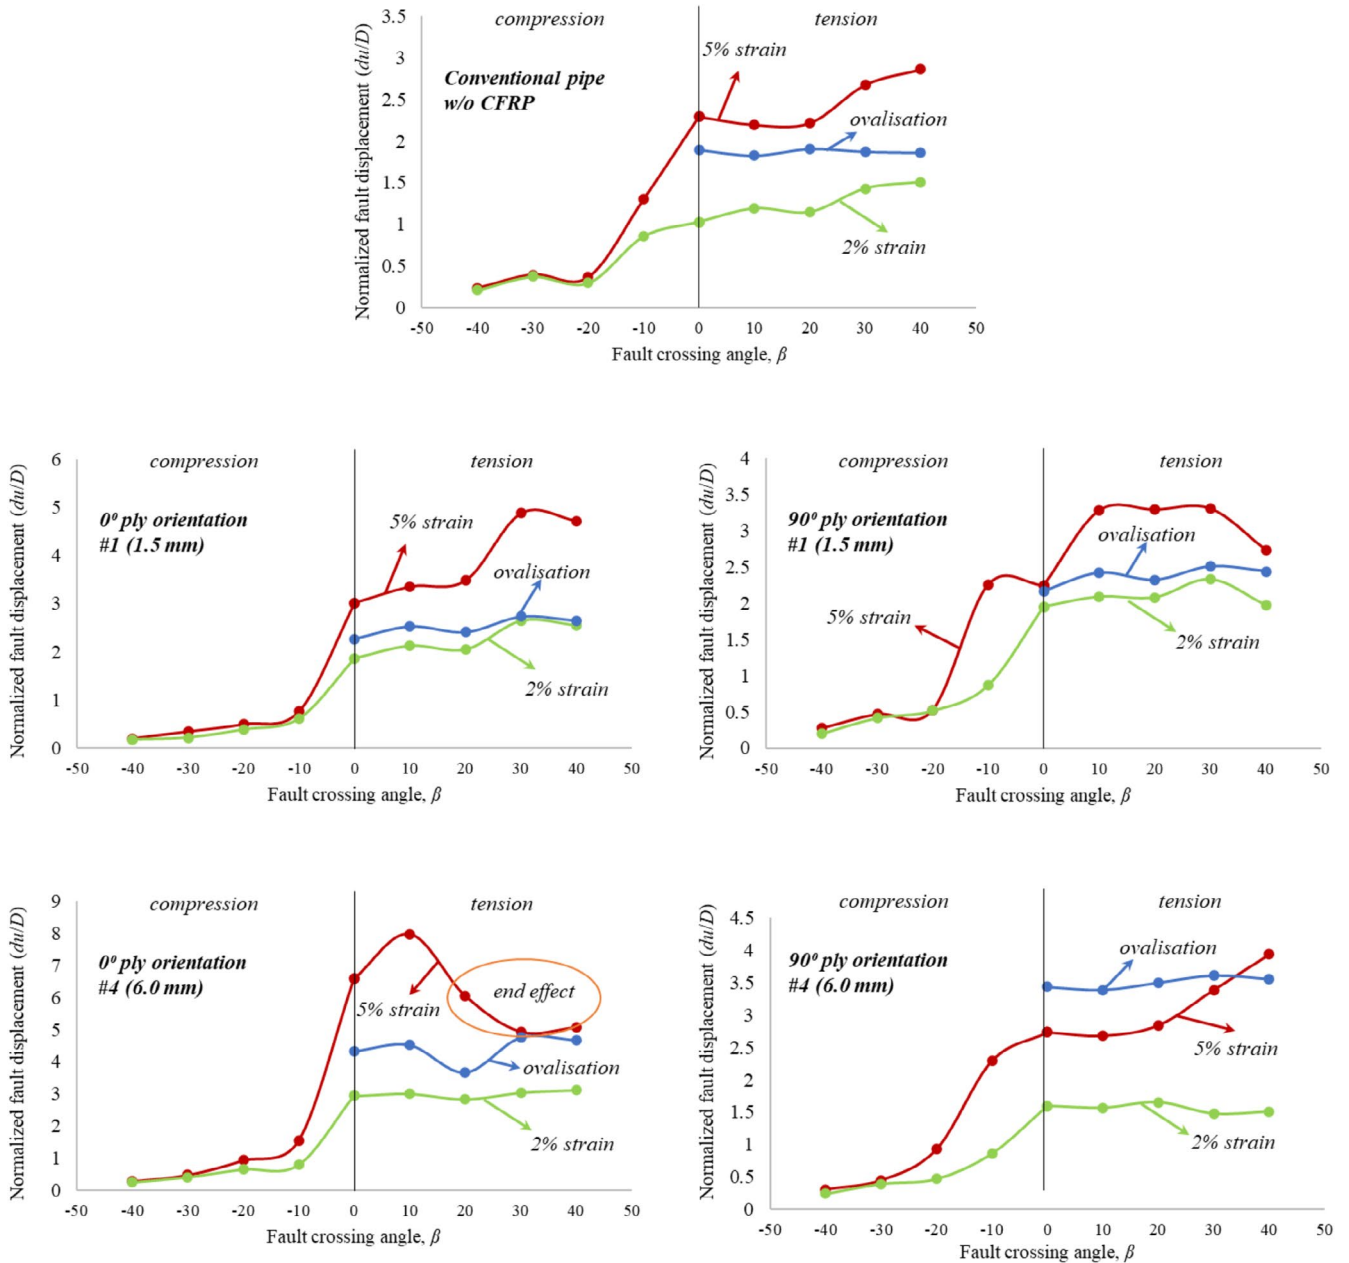 Normalized fault displacement (du/D)
3.5
3
2.5
2
1.5
1
0.5
0
compression
tension
Conventional pipe
w/o CFRP
5% strain
ovalisation
2% strain
-50 -40 -30 -20 -10 0 10 20 30 40 50
Fault crossing angle, β
Normalized fault displacement (du/D)
6
5
4
3
2
1
0
compression
tension
0⁰ ply orientation
#1 (1.5 mm)
5% strain
ovalisation
2% strain
-50 -40 -30 -20 -10 0 10 20 30 40 50
Fault crossing angle, β
Normalized fault displacement (du/D)
4
3.5
3
2.5
2
1.5
1
0.5
0
compression
tension
90⁰ ply orientation
#1 (1.5 mm)
ovalisation
5% strain
2% strain
-50 -40 -30 -20 -10 0 10 20 30 40 50
Fault crossing angle, β
Normalized fault displacement (du/D)
9
8
7
6
5
4
3
2
1
0
compression
tension
0⁰ ply orientation
#4 (6.0 mm)
end effect
5% strain
ovalisation
2% strain
-50 -40 -30 -20 -10 0 10 20 30 40 50
Fault crossing angle, β
Normalized fault displacement (du/D)
4.5
4
3.5
3
2.5
2
1.5
1
0.5
0
compression
tension
90⁰ ply orientation
#4 (6.0 mm)
ovalisation
5% strain
2% strain
-50 -40 -30 -20 -10 0 10 20 30 40 50
Fault crossing angle, β